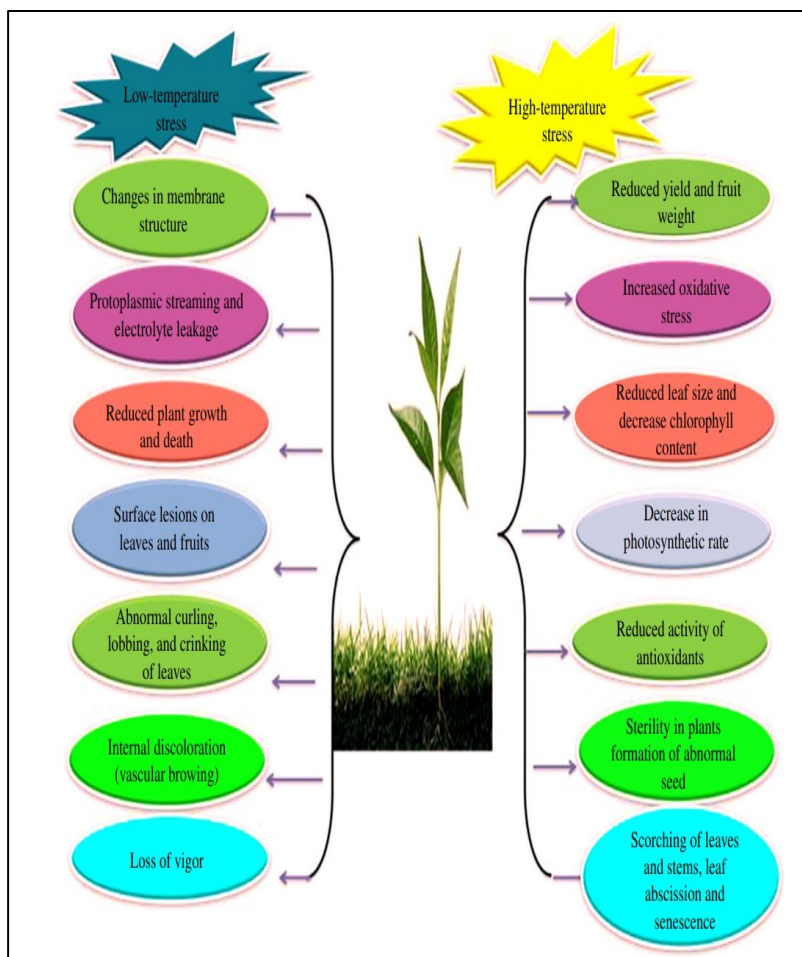 Low-temperature
stress
Changes in membrane
structure
Protoplasmic streaming and
electrolyte leakage
Reduced plant growth
and death
Surface lesions on
leaves and fruits
Abnormal curling,
lobbing, and crinking
of leaves
Internal discoloration
(vascular browing)
Loss of vigor
High-temperature
stress
Reduced yield and fruit
weight
Increased oxidative
stress
Reduced leaf size and
decrease chlorophyll
content
Decrease in
photosynthetic rate
Reduced activity of
antioxidants
Sterility in plants
formation of abnormal
seed
Scorching of leaves
and stems, leaf
abscission and
senescence